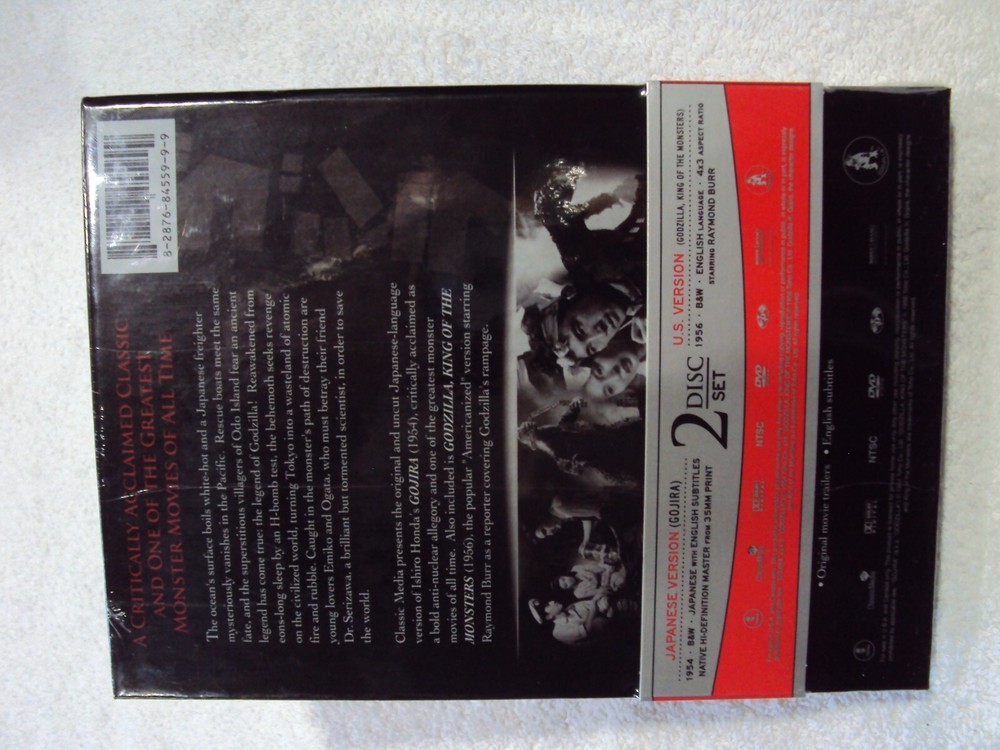 A CRITICALLY ACCLAIMED CLASSIC
AND ONE OF THE GREATEST
MONSTER MOVIES OF ALL TIME
8-2876-84559-9-9
The ocean's surface boils white-hot and a Japanese freighter
mysteriously vanishes in the Pacific. Rescue boats meet the same
fate, and the superstitious villagers of Odo Island fear an ancient
legend has come true: the legend of Godzilla! Reawakened from
eons-long sleep by an H-bomb test, the behemoth seeks revenge
on the civilized world, turning Tokyo into a wasteland of atomic
fire and rubble. Caught in the monster's path of destruction are
young lovers Emiko and Ogata, who must betray their friend
Dr. Serizawa, a brilliant but tormented scientist, in order to save
the world.
Classic Media presents the original and uncut Japanese-language
version of Ishiro Honda's GOJIRA (1954), critically acclaimed as
a bold anti-nuclear allegory and one of the greatest monster
movies of all time. Also included is GODZILLA, KING OF THE
MONSTERS (1956), the popular "Americanized" version starring
Raymond Burr as a reporter covering Godzilla's rampage.
JAPANESE VERSION (GOJIRA)
1954 · B&W · JAPANESE WITH ENGLISH SUBTITLES
NATIVE HI-DEFINITION MASTER FROM 35MM PRINT
2 DISC
SET
U.S. VERSION (GODZILLA, KING OF THE MONSTERS)
1956 · B&W · ENGLISH LANGUAGE · 4x3 ASPECT RATIO
STARRING RAYMOND BURR
NTSC
DVD
• Original movie trailers • English subtitles
NTSC
DVD